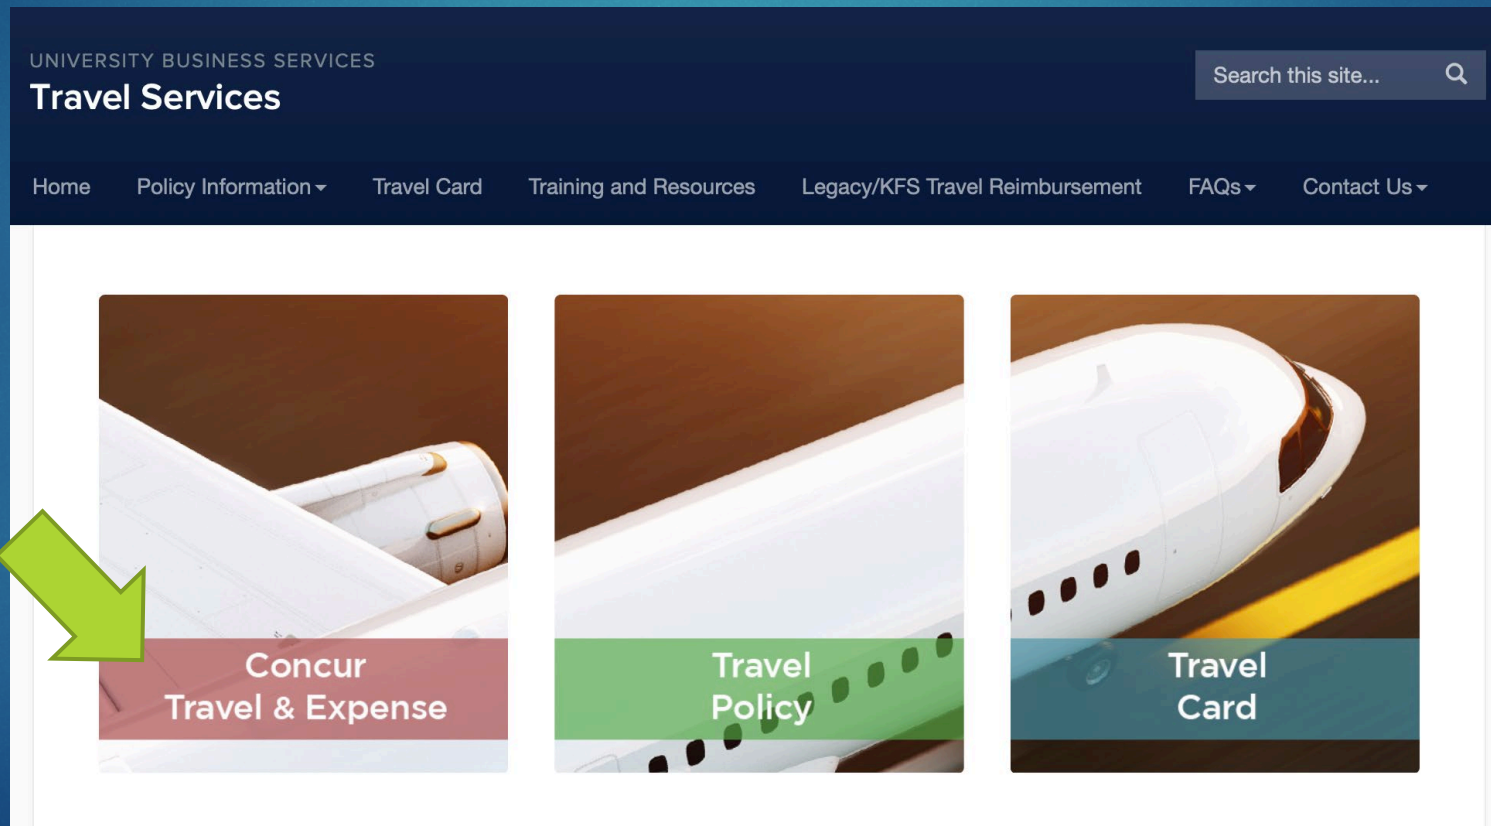 UNIVERSITY BUSINESS SERVICES
Travel Services
Search this site...
Home Policy Information Travel Card Training and Resources Legacy/KFS Travel Reimbursement FAQs Contact Us
Concur
Travel & Expense
Travel
Policy
Travel
Card